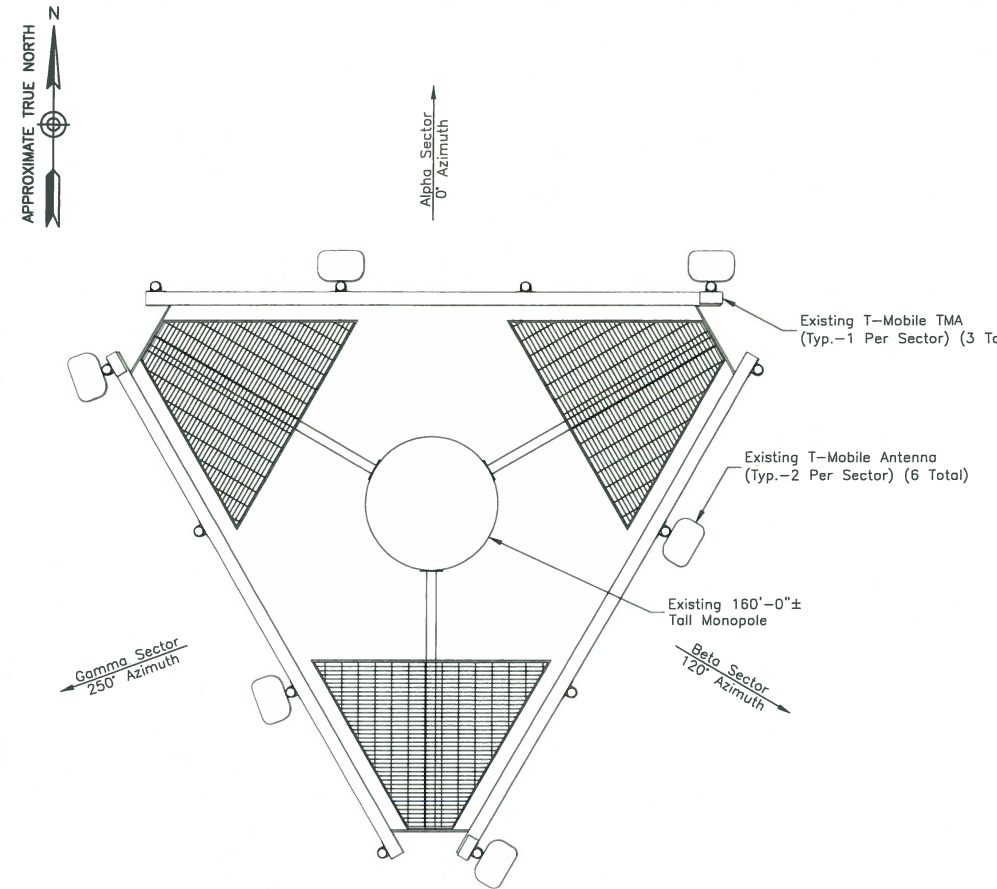 N
APPROXIMATE TRUE NORTH
Alpha Sector
0° Azimuth
Existing T-Mobile TMA
(Typ.-1 Per Sector) (3 To
Existing T-Mobile Antenna
(Typ.-2 Per Sector) (6 Total)
Existing 160'-0"±
Tall Monopole
Gamma Sector
250° Azimuth
Beta Sector
120° Azimuth